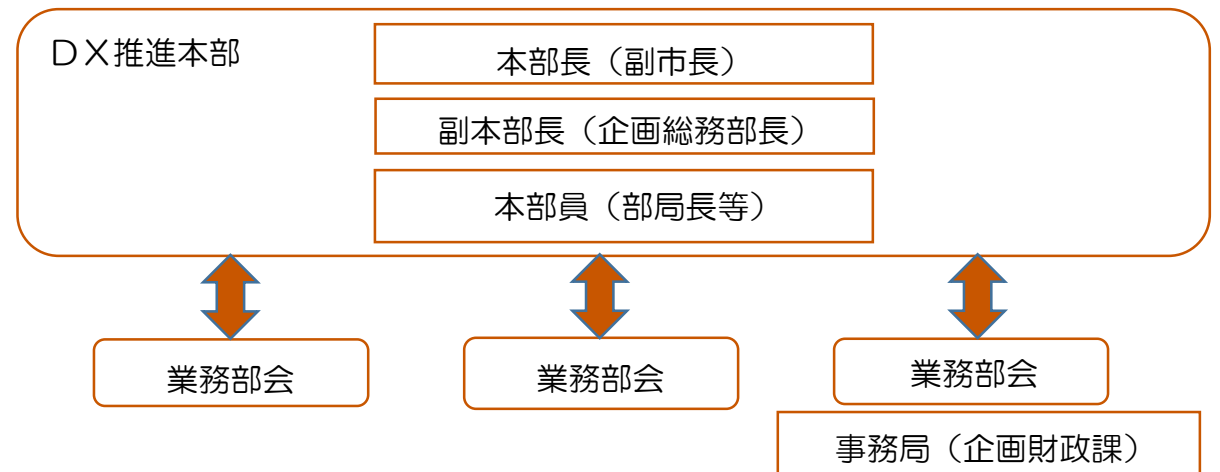 ＤＸ推進本部
本部長（副市長）
副本部長（企画総務部長）
本部員（部局長等）
業務部会
業務部会
業務部会
事務局（企画財政課）